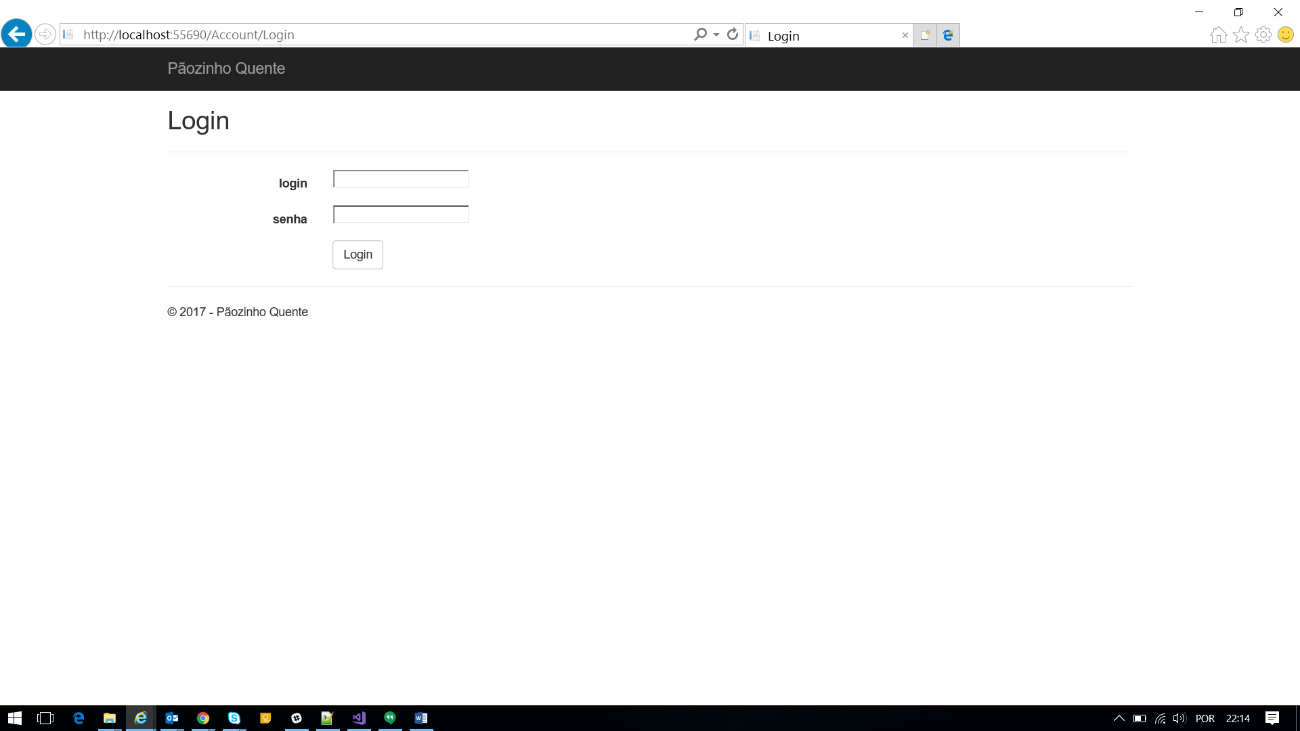 http://localhost:55690/Account/Login
Login
Pãozinho Quente
Login
login
senha
Login
© 2017 - Pãozinho Quente
POR 22:14